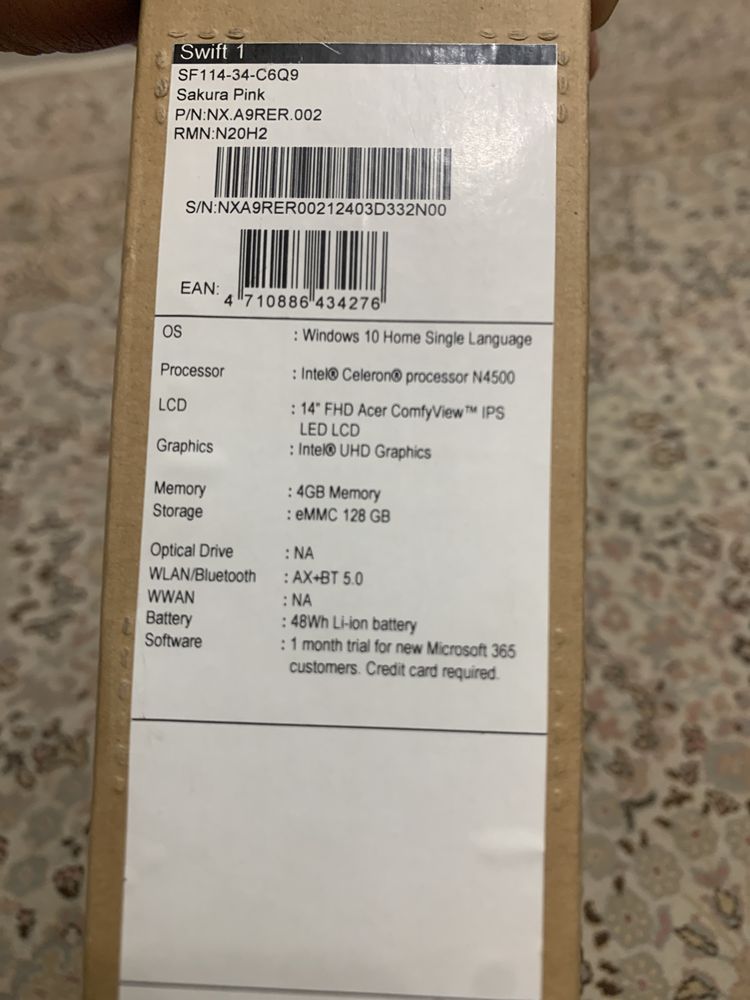 Swift 1
SF114-34-C6Q9
Sakura Pink
P/N:NX.A9RER.002
RMN:N20H2
S/N:NXA9RER00212403D332N00
EAN: 4 710886 434276
OS : Windows 10 Home Single Language
Processor : Intel® Celeron® processor N4500
LCD : 14" FHD Acer ComfyView™ IPS
LED LCD
Graphics : Intel® UHD Graphics
Memory : 4GB Memory
Storage : eMMC 128 GB
Optical Drive : NA
WLAN/Bluetooth : AX+BT 5.0
WWAN : NA
Battery : 48Wh Li-ion battery
Software : 1 month trial for new Microsoft 365
customers. Credit card required.